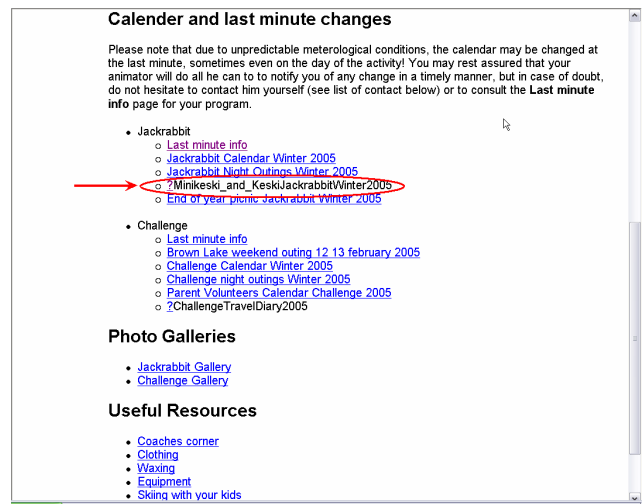 Calender and last minute changes
Please note that due to unpredictable meterological conditions, the calendar may be changed at
the last minute, sometimes even on the day of the activity! You may rest assured that your
animator will do all he can to to notify you of any change in a timely manner, but in case of doubt,
do not hesitate to contact him yourself (see list of contact below) or to consult the Last minute
info page for your program.
Jackrabbit
Last minute info
Jackrabbit Calendar Winter 2005
Jackrabbit Night Outings Winter 2005
?Minikeski_and_KeskiJackrabbitWinter2005
End of year picnic Jackrabbit Winter 2005
Challenge
Last minute info
Brown Lake weekend outing 12 13 february 2005
Challenge Calendar Winter 2005
Challenge night outings Winter 2005
Parent Volunteers Calendar Challenge 2005
?ChallengeTravelDiary2005
Photo Galleries
Jackrabbit Gallery
Challenge Gallery
Useful Resources
Coaches corner
Clothing
Waxing
Equipment
Skiing with your kids